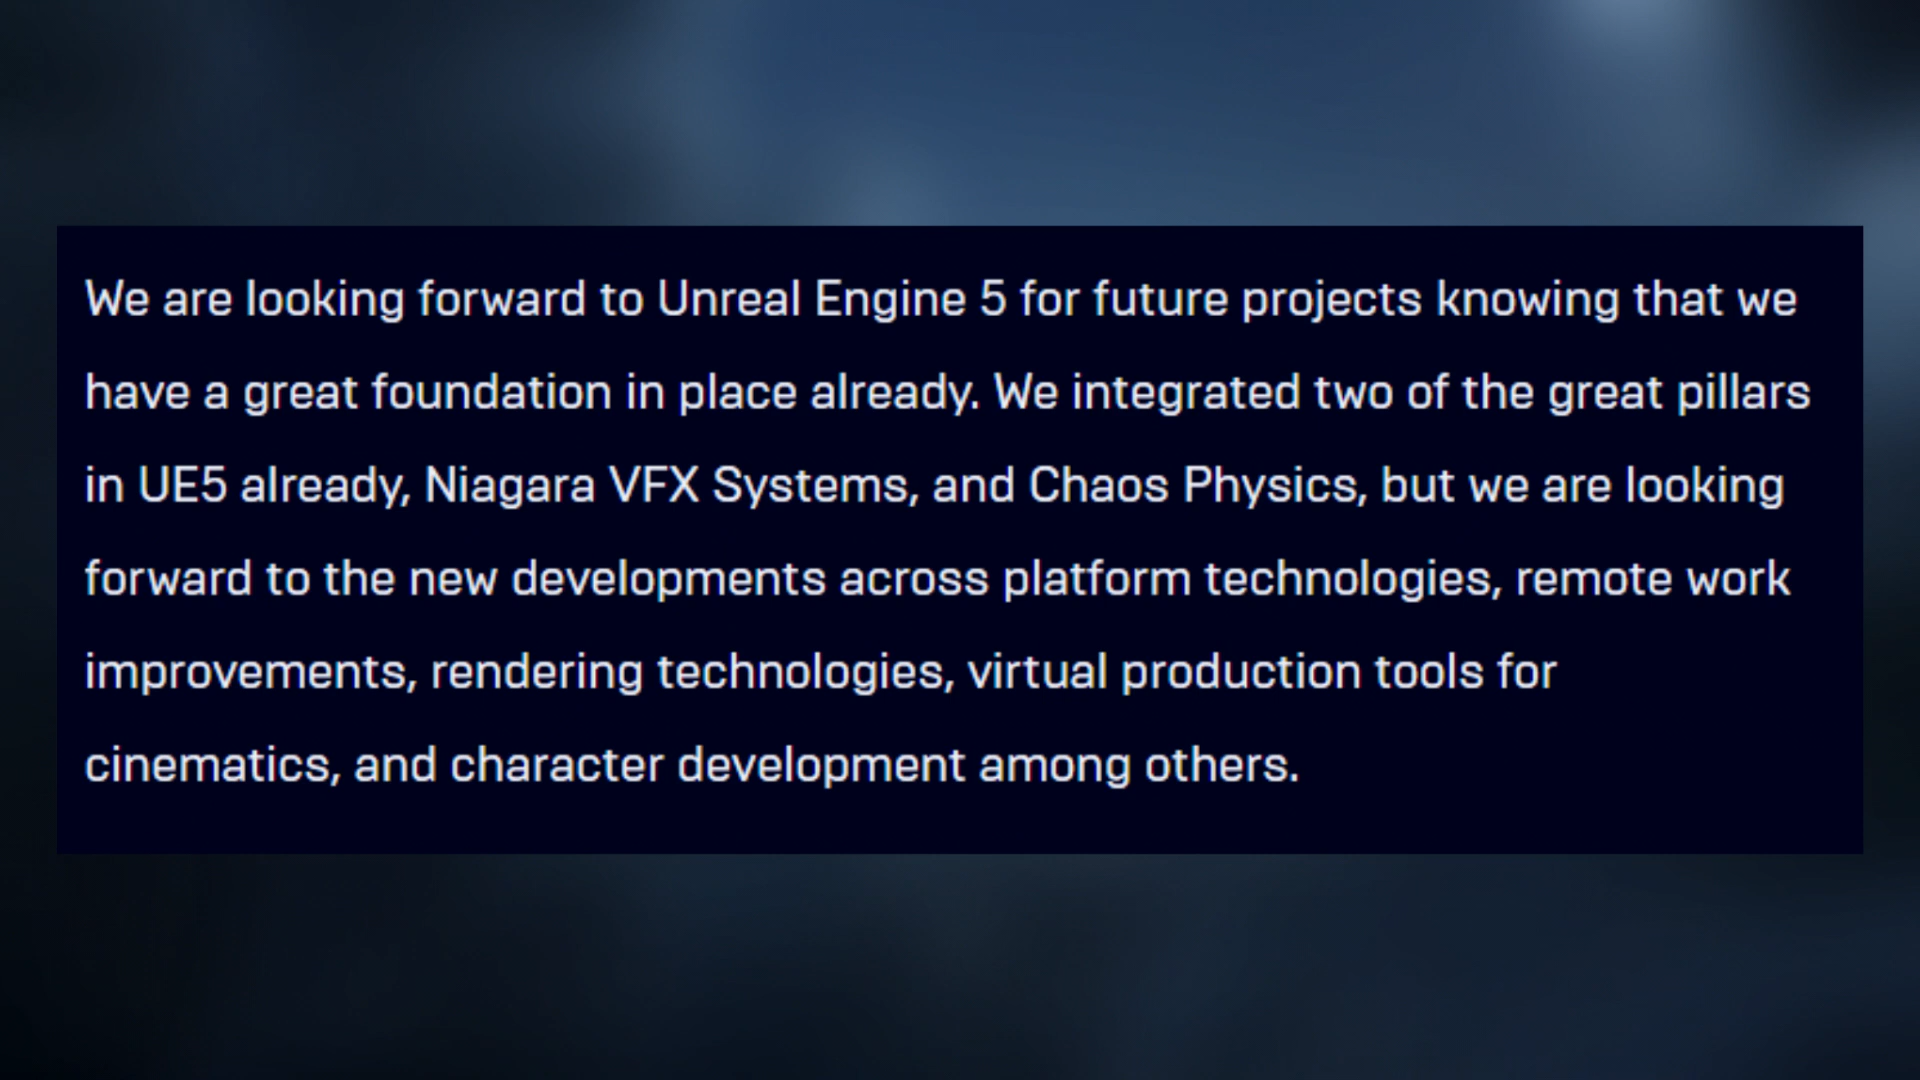 We are looking forward to Unreal Engine 5 for future projects knowing that we
have a great foundation in place already. We integrated two of the great pillars
in UE5 already, Niagara VFX Systems, and Chaos Physics, but we are looking
forward to the new developments across platform technologies, remote work
improvements, rendering technologies, virtual production tools for
cinematics, and character development among others.